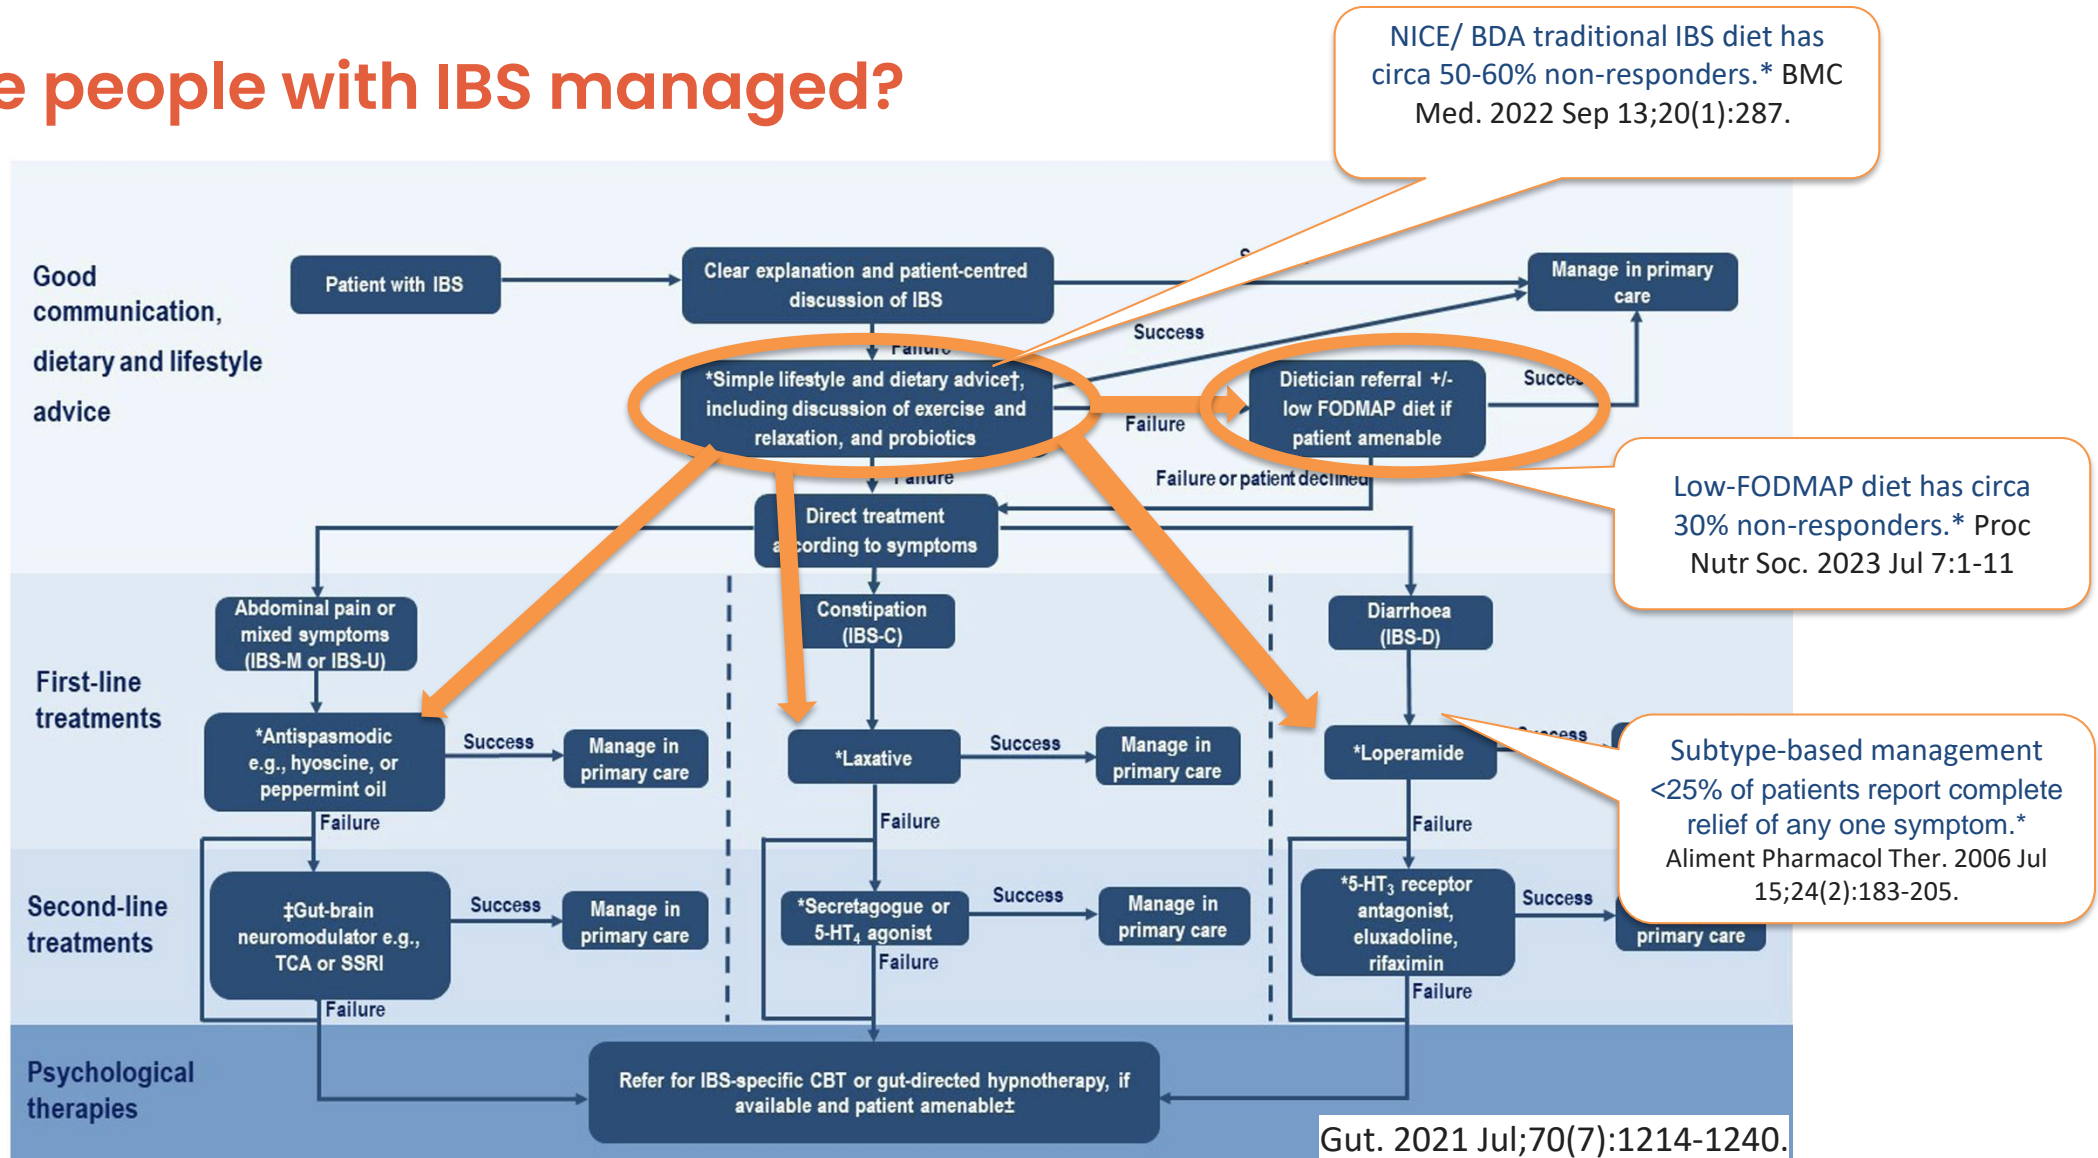 e people with IBS managed?
NICE/ BDA traditional IBS diet has
circa 50-60% non-responders.* BMC
Med. 2022 Sep 13;20(1):287.
Good
communication,
dietary and lifestyle
advice
Patient with IBS
Clear explanation and patient-centred
discussion of IBS
Manage in primary
care
Success
Failure
*Simple lifestyle and dietary advice†,
including discussion of exercise and
relaxation, and probiotics
Failure
Dietician referral +/-
low FODMAP diet if
patient amenable
Success
Failure
Failure or patient declined
Direct treatment
according to symptoms
Low-FODMAP diet has circa
30% non-responders.* Proc
Nutr Soc. 2023 Jul 7:1-11
First-line
treatments
Abdominal pain or
mixed symptoms
(IBS-M or IBS-U)
Constipation
(IBS-C)
Diarrhoea
(IBS-D)
*Antispasmodic
e.g., hyoscine, or
peppermint oil
Success
Manage in
primary care
*Laxative
Success
Manage in
primary care
*Loperamide
Success
Subtype-based management
<25% of patients report complete
relief of any one symptom.*
Aliment Pharmacol Ther. 2006 Jul
15;24(2):183-205.
Failure
Failure
Failure
Second-line
treatments
‡Gut-brain
neuromodulator e.g.,
TCA or SSRI
Success
Manage in
primary care
*Secretagogue or
5-HT₄ agonist
Success
Manage in
primary care
*5-HT₃ receptor
antagonist,
eluxadoline,
rifaximin
Success
primary care
Failure
Failure
Failure
Psychological
therapies
Refer for IBS-specific CBT or gut-directed hypnotherapy, if
available and patient amenable±
Gut. 2021 Jul;70(7):1214-1240.